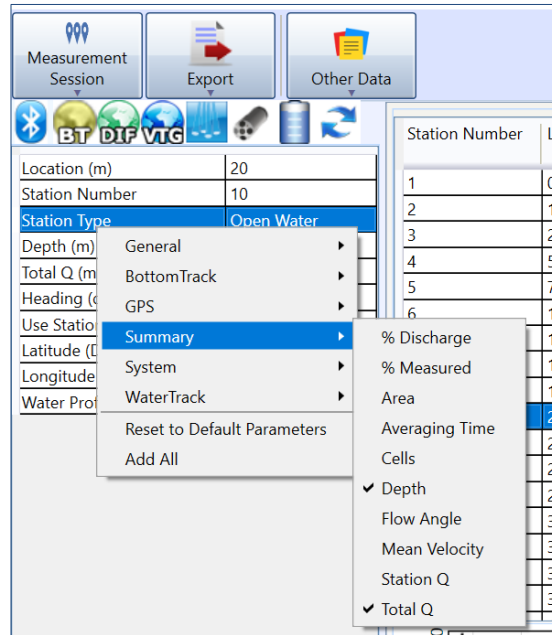 Measurement
Session
Export
Other Data
BT
DIF
VTG
Location (m) 20
Station Number 10
Station Type Open Water
Depth (m)
Total Q (m
Heading (
Use Statio
Latitude (
Longitude
Water Prof
General
BottomTrack
GPS
Summary
System
WaterTrack
Reset to Default Parameters
Add All
% Discharge
% Measured
Area
Averaging Time
Cells
Depth
Flow Angle
Mean Velocity
Station Q
Total Q
Station Number
1
2
3
4
5
6